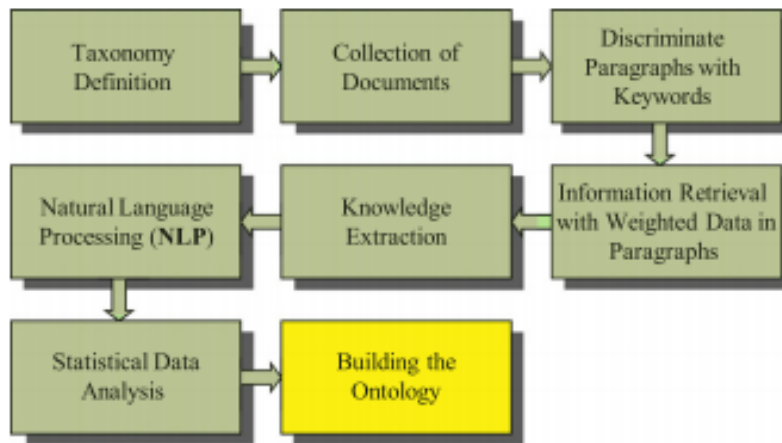 Taxonomy
Definition
Collection of
Documents
Discriminate
Paragraphs with
Keywords
Information Retrieval
with Weighted Data in
Paragraphs
Knowledge
Extraction
Natural Language
Processing (NLP)
Statistical Data
Analysis
Building the
Ontology